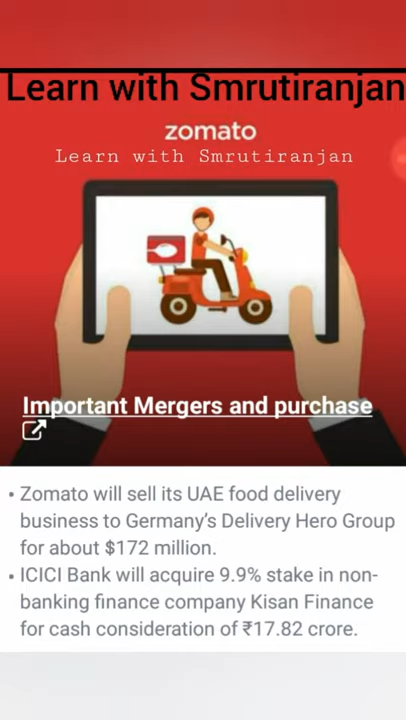 Learn with Smrutiranjan
zomato
Learn with Smrutiranjan
Important Mergers and purchase
• Zomato will sell its UAE food delivery
business to Germany's Delivery Hero Group
for about $172 million.
• ICICI Bank will acquire 9.9% stake in non-
banking finance company Kisan Finance
for cash consideration of ₹17.82 crore.